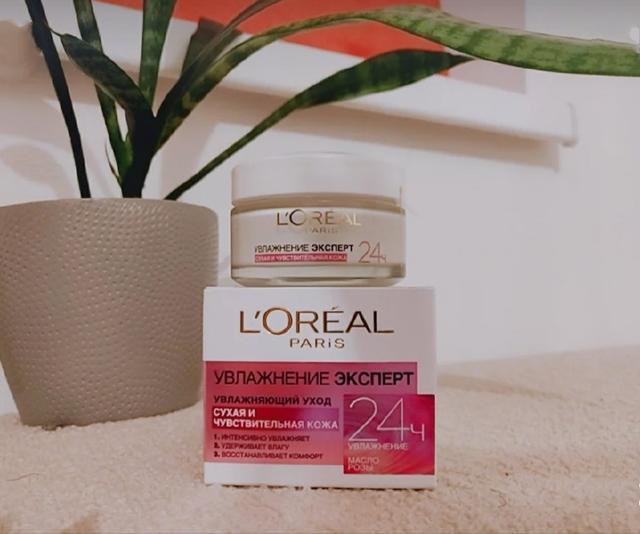 L'ORÉAL
PARiS
УВЛАЖНЕНИЕ ЭКСПЕРТ
СУХАЯ И ЧУВСТВИТЕЛЬНАЯ КОЖА
24ч
L'ORÉAL
PARiS
УВЛАЖНЕНИЕ ЭКСПЕРТ
УВЛАЖНЯЮЩИЙ УХОД
СУХАЯ И
ЧУВСТВИТЕЛЬНАЯ КОЖА
1. ИНТЕНСИВНО УВЛАЖНЯЕТ
2. УДЕРЖИВАЕТ ВЛАГУ
3. ВОССТАНАВЛИВАЕТ КОМФОРТ
24ч
УВЛАЖНЕНИЕ
МАСЛО
РОЗЫ